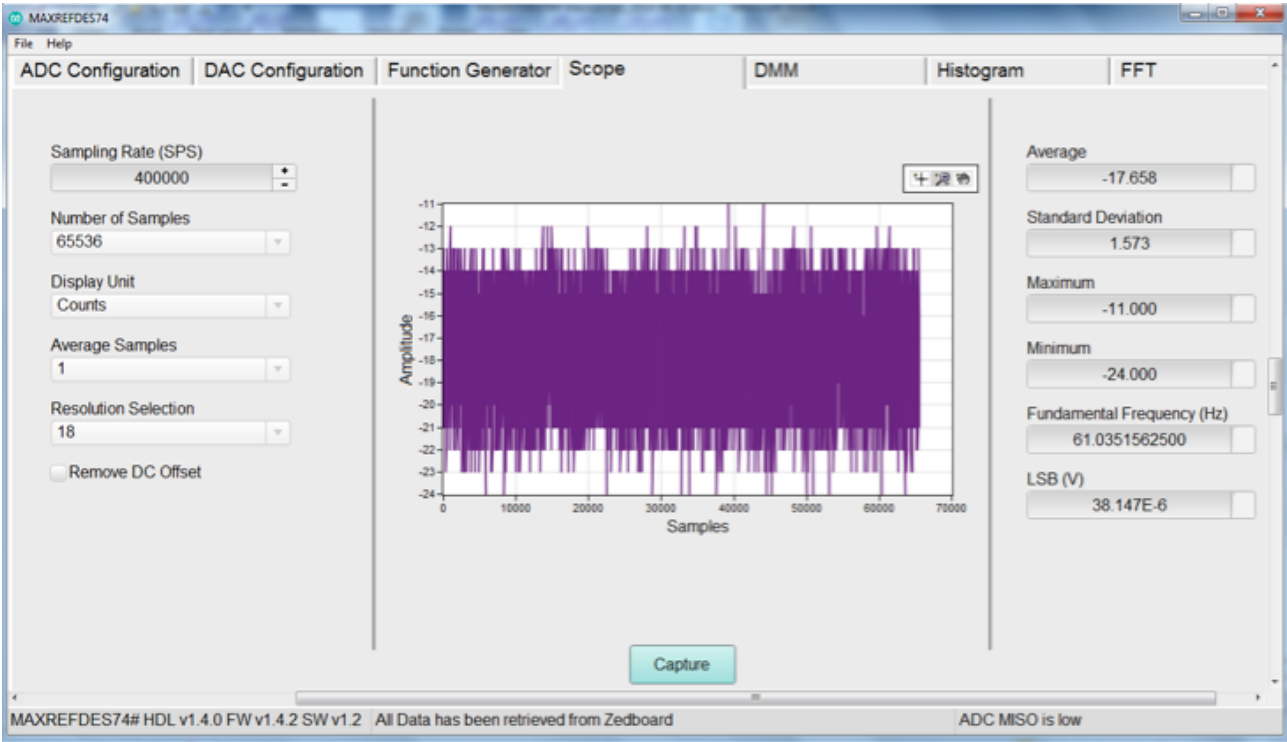 MAXREFDES74
File Help
ADC Configuration DAC Configuration Function Generator Scope DMM Histogram FFT
Sampling Rate (SPS)
400000
Number of Samples
65536
Display Unit
Counts
Average Samples
1
Resolution Selection
18
Remove DC Offset
-11
-12
-13
-14
-15
-16
-17
-18
-19
-20
-21
-22
-23
-24
Amplitude
0 10000 20000 30000 40000 50000 60000 70000
Samples
Capture
Average
-17.658
Standard Deviation
1.573
Maximum
-11.000
Minimum
-24.000
Fundamental Frequency (Hz)
61.0351562500
LSB (V)
38.147E-6
MAXREFDES74# HDL v1.4.0 FW v1.4.2 SW v1.2 All Data has been retrieved from Zedboard ADC MISO is low